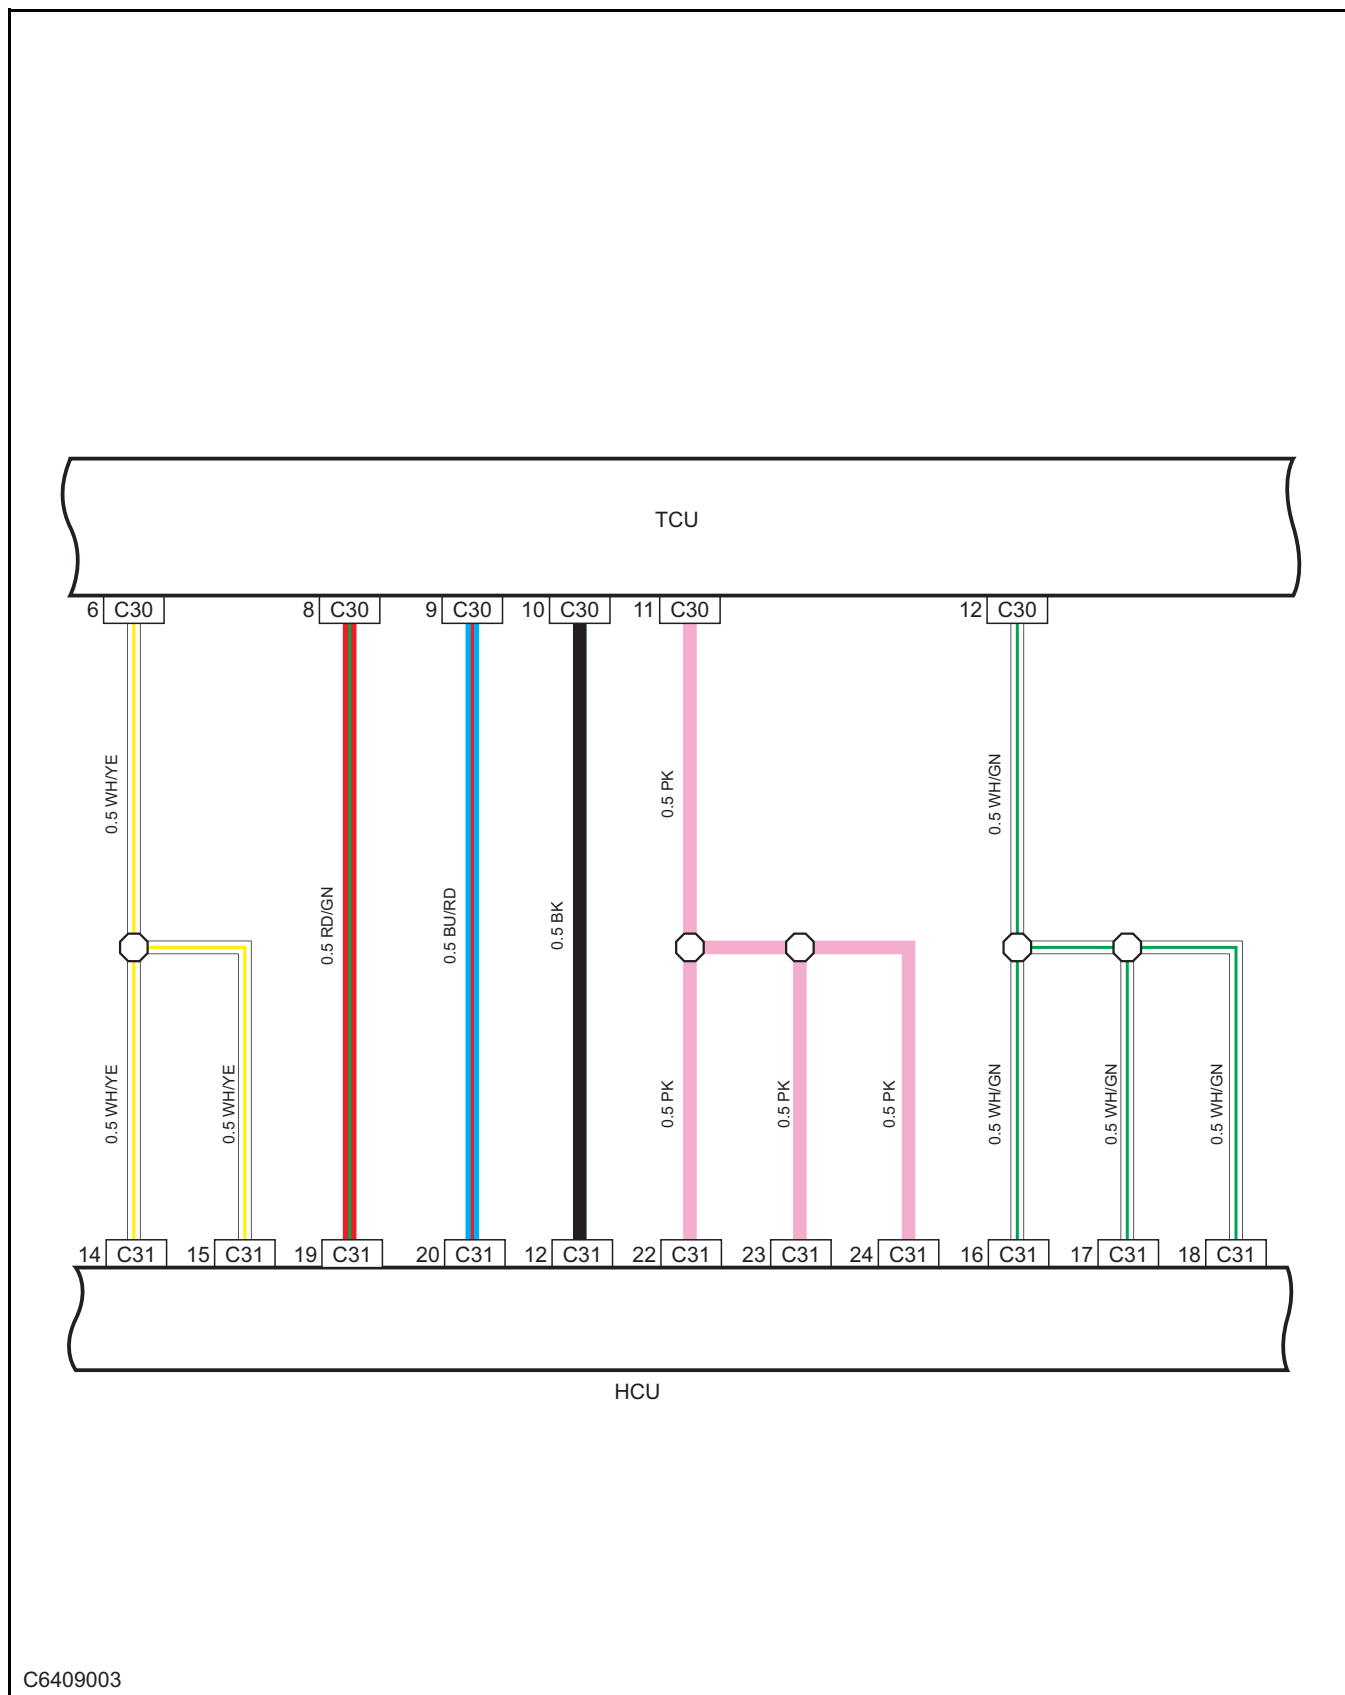 TCU
6 C30
8 C30
9 C30
10 C30
11 C30
12 C30
0.5 WH/YE
0.5 PK
0.5 WH/GN
0.5 RD/GN
0.5 BU/RD
0.5 BK
0.5 WH/YE
0.5 WH/YE
0.5 PK
0.5 PK
0.5 PK
0.5 WH/GN
0.5 WH/GN
0.5 WH/GN
14 C31
15 C31
19 C31
20 C31
12 C31
22 C31
23 C31
24 C31
16 C31
17 C31
18 C31
HCU
C6409003